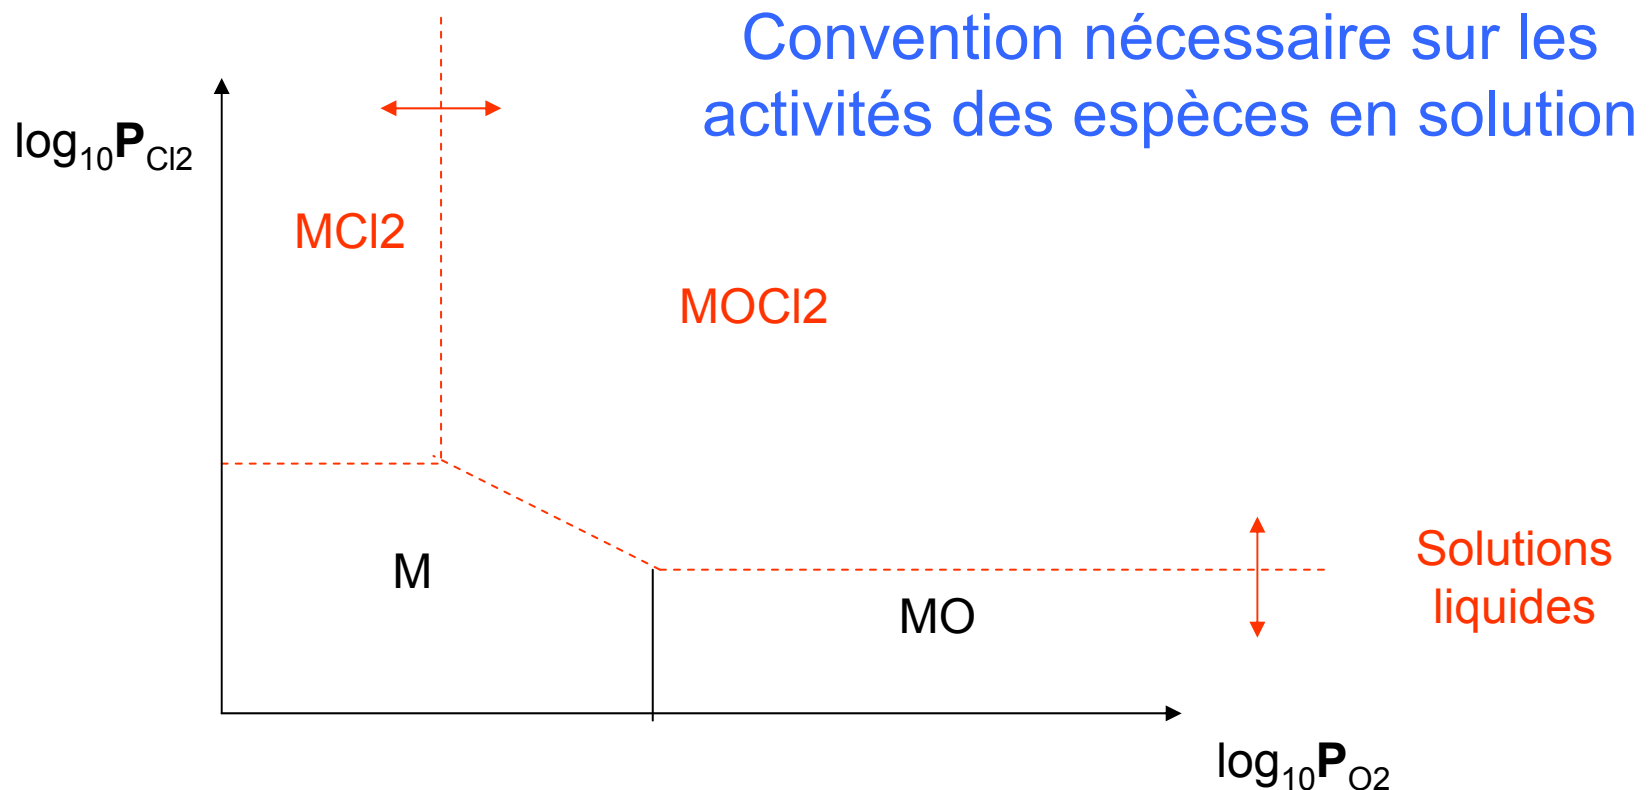 Convention nécessaire sur les
activités des espèces en solution
log10PCl2
MCl2
MOCl2
M
MO
Solutions
liquides
log10PO2